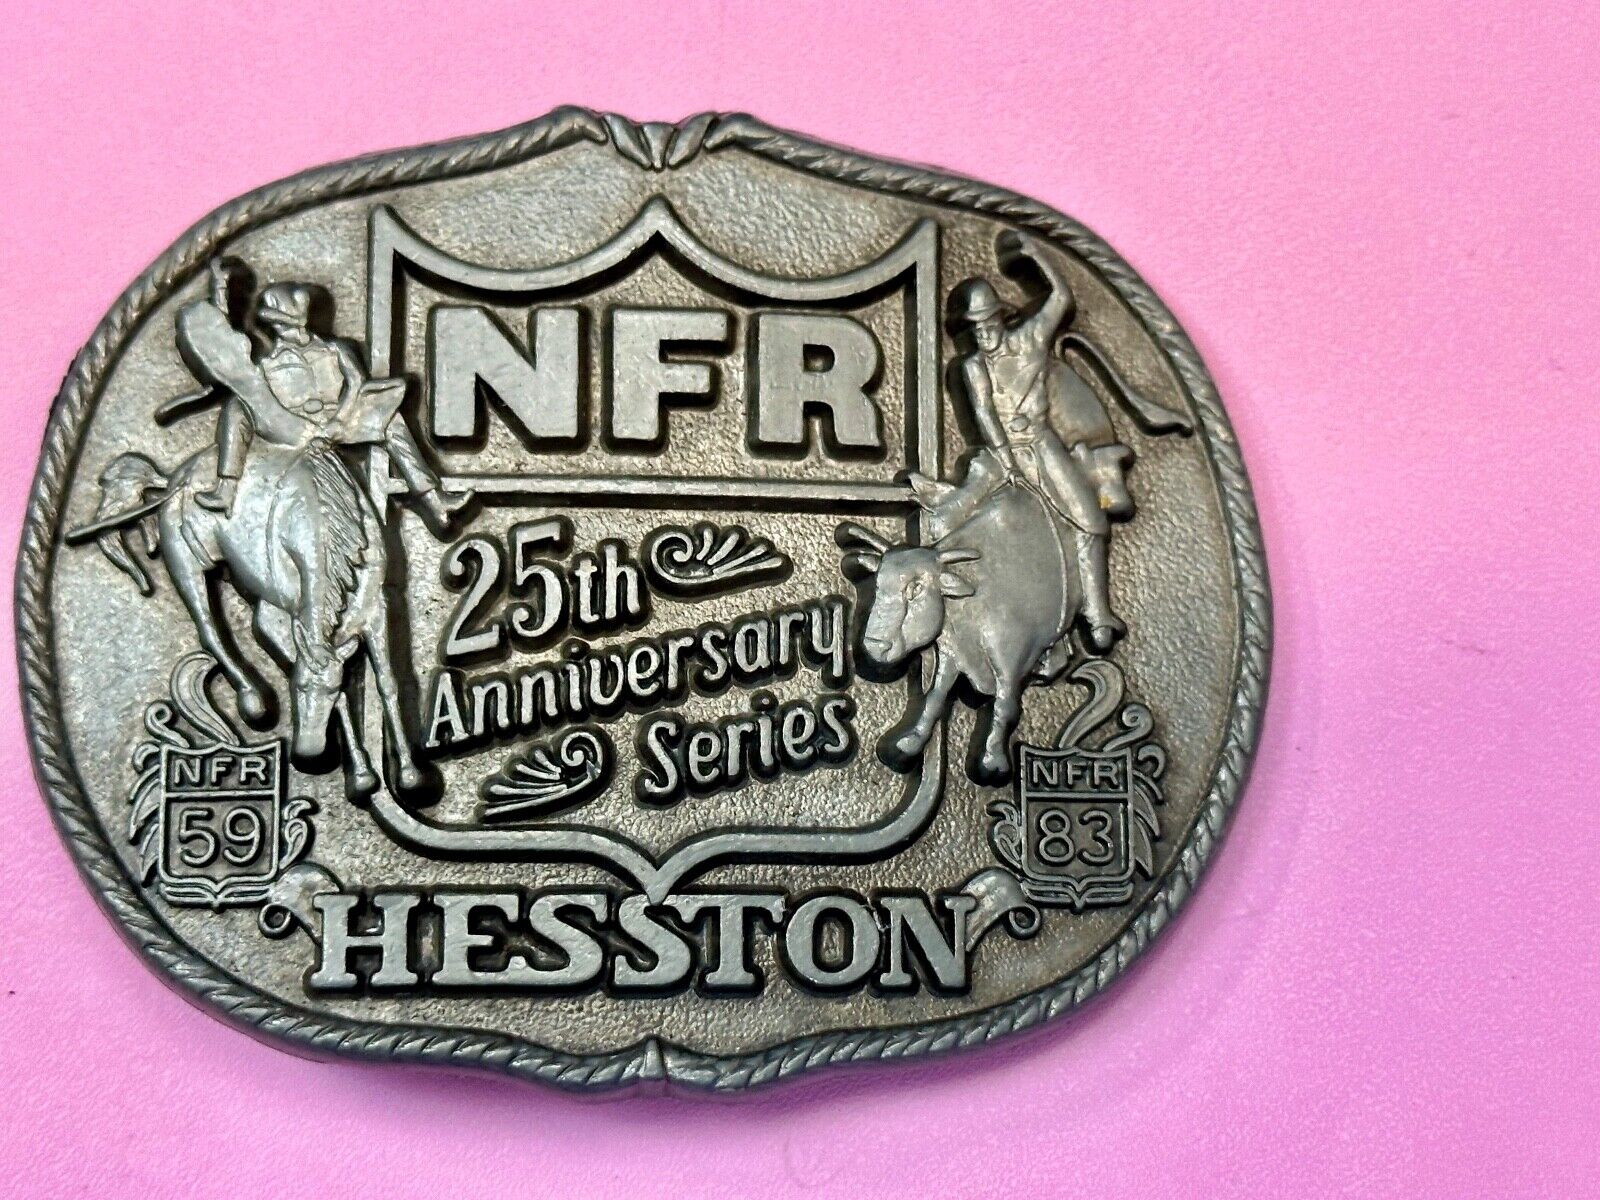 NFR
25th
Anniversary
Series
NFR
59
NFR
83
HESSTON